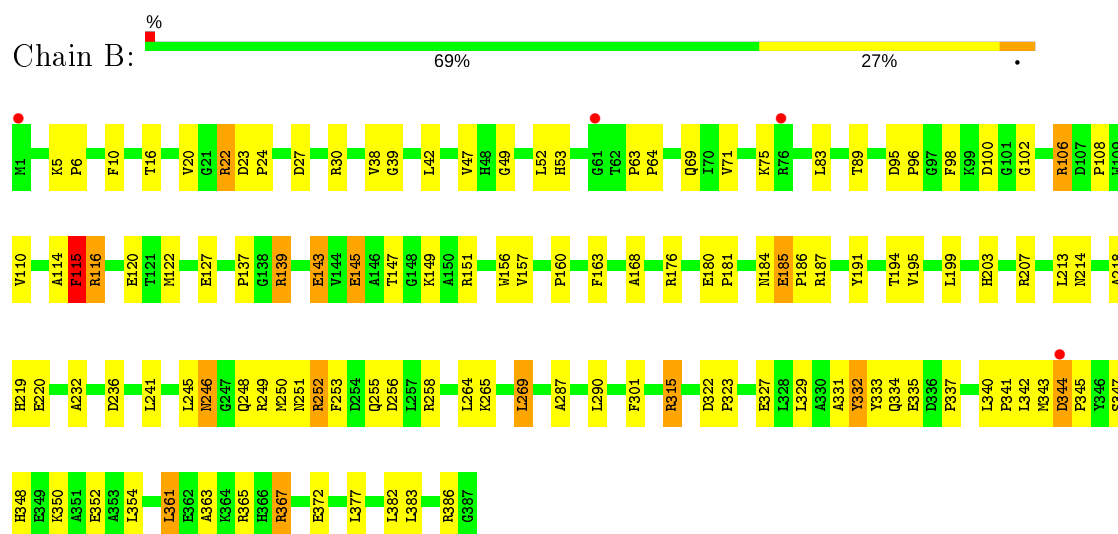 %
Chain B:
69% 27% •
M1 K5 P6 F10 T16 V20 G21 R22 D23 P24 D27 R30 V38 G39 L42 V47 H48 G49 L52 H53 G61 T62 P63 P64 Q69 I70 V71 K75 R76 L83 T89 D95 P96 G97 F98 K99 D100 G101 G102 R106 D107 P108 W109
V110 A114 F115 R116 E120 T121 M122 E127 P137 G138 R139 E143 V144 E145 A146 T147 G148 K149 A150 R151 W156 V157 P160 F163 A168 R176 E180 P181 N184 E185 P186 R187 Y191 T194 V195 L199 H203 R207 L213 N214 A218
H219 E220 A232 D236 L241 L245 N246 G247 Q248 R249 M250 N251 R252 F253 D254 Q255 D256 L257 R258 L264 K265 L269 A287 L290 F301 R315 D322 P323 E327 L328 L329 A330 A331 Y332 Y333 Q334 E335 D336 P337 L340 P341 L342 M343 D344 P345 Y346 S347
H348 E349 K350 A351 E352 A353 L354 L361 E362 A363 K364 R365 H366 R367 E372 L377 L382 L383 R386 G387